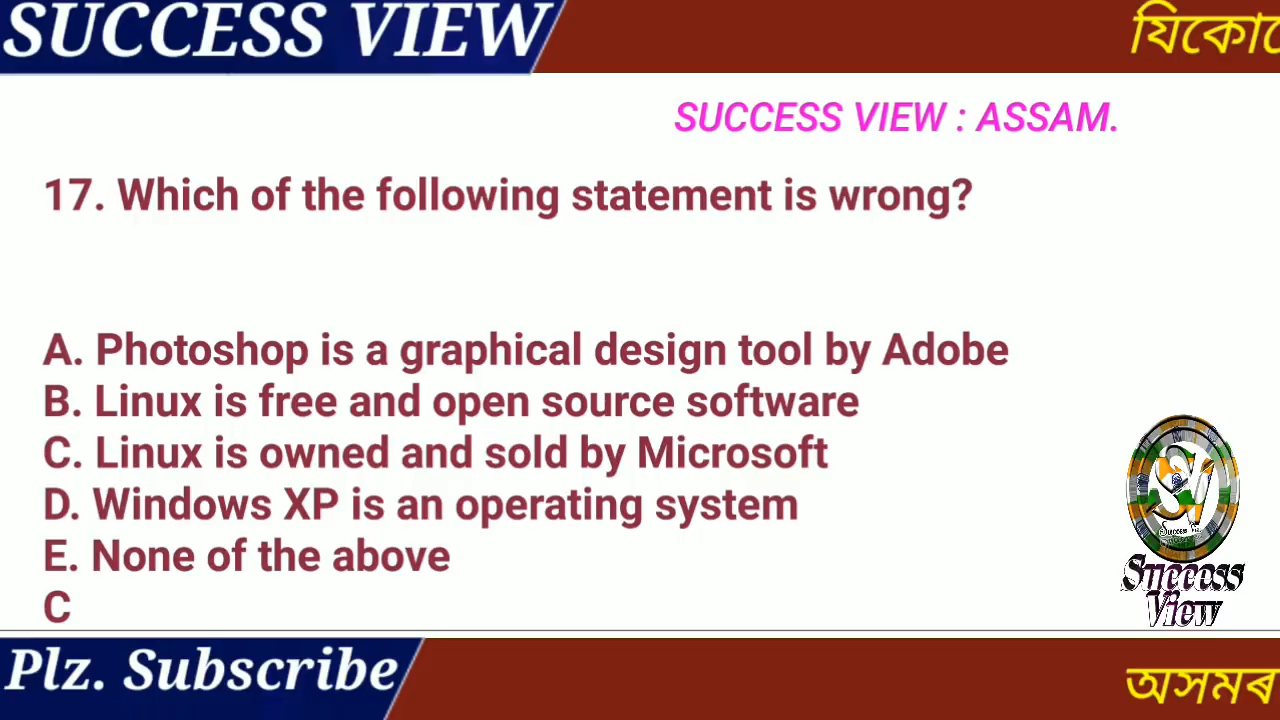 SUCCESS VIEW
যিকোনো
SUCCESS VIEW : ASSAM.
17. Which of the following statement is wrong?
A. Photoshop is a graphical design tool by Adobe
B. Linux is free and open source software
C. Linux is owned and sold by Microsoft
D. Windows XP is an operating system
E. None of the above
C
Success
View
Plz. Subscribe
অসমৰ